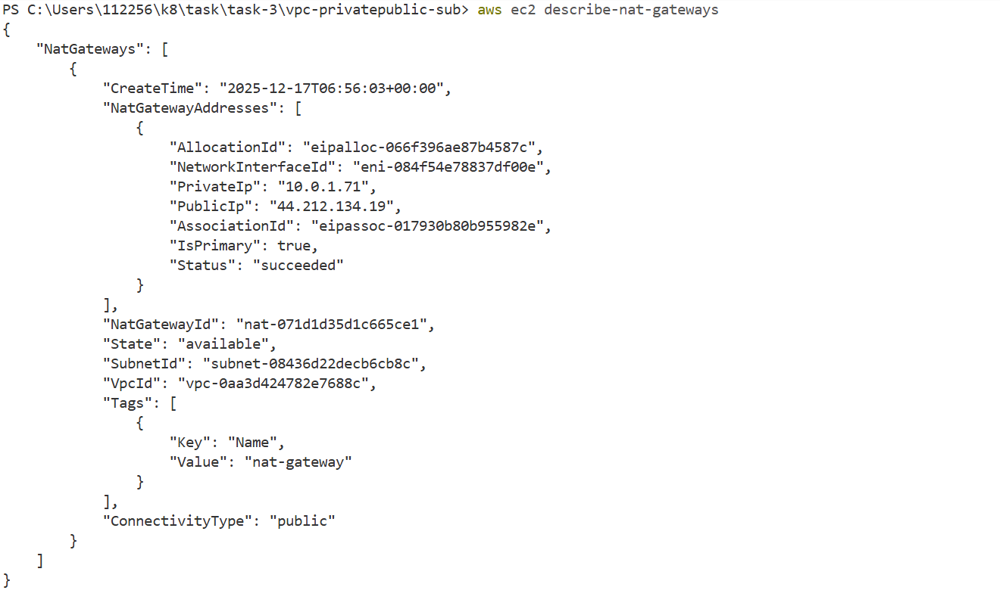 PS C:\Users\112256\k8\task\task-3\vpc-privatepublic-sub> aws ec2 describe-nat-gateways
{
    "NatGateways": [
        {
            "CreateTime": "2025-12-17T06:56:03+00:00",
            "NatGatewayAddresses": [
                {
                    "AllocationId": "eipalloc-066f396ae87b4587c",
                    "NetworkInterfaceId": "eni-084f54e78837df00e",
                    "PrivateIp": "10.0.1.71",
                    "PublicIp": "44.212.134.19",
                    "AssociationId": "eipassoc-017930b80b955982e",
                    "IsPrimary": true,
                    "Status": "succeeded"
                }
            ],
            "NatGatewayId": "nat-071d1d35d1c665ce1",
            "State": "available",
            "SubnetId": "subnet-08436d22decb6cb8c",
            "VpcId": "vpc-0aa3d424782e7688c",
            "Tags": [
                {
                    "Key": "Name",
                    "Value": "nat-gateway"
                }
            ],
            "ConnectivityType": "public"
        }
    ]
}